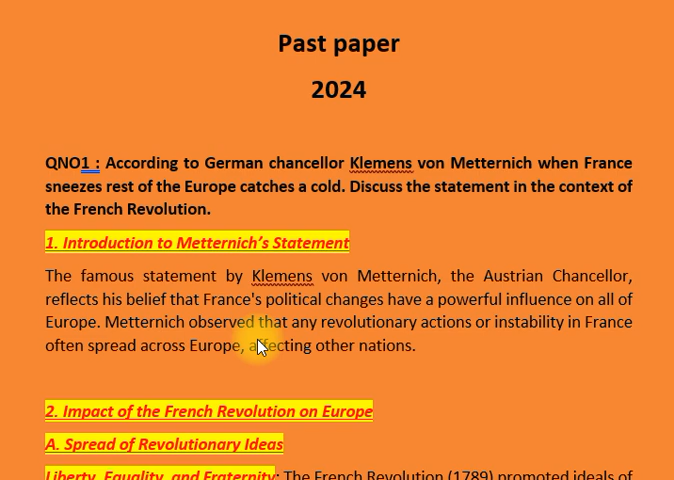 Past paper
2024
QNO1 : According to German chancellor Klemens von Metternich when France
sneezes rest of the Europe catches a cold. Discuss the statement in the context of
the French Revolution.
1. Introduction to Metternich’s Statement
The famous statement by Klemens von Metternich, the Austrian Chancellor,
reflects his belief that France's political changes have a powerful influence on all of
Europe. Metternich observed that any revolutionary actions or instability in France
often spread across Europe, affecting other nations.
2. Impact of the French Revolution on Europe
A. Spread of Revolutionary Ideas
Liberty, Equality, and Fraternity: The French Revolution (1789) promoted ideals of